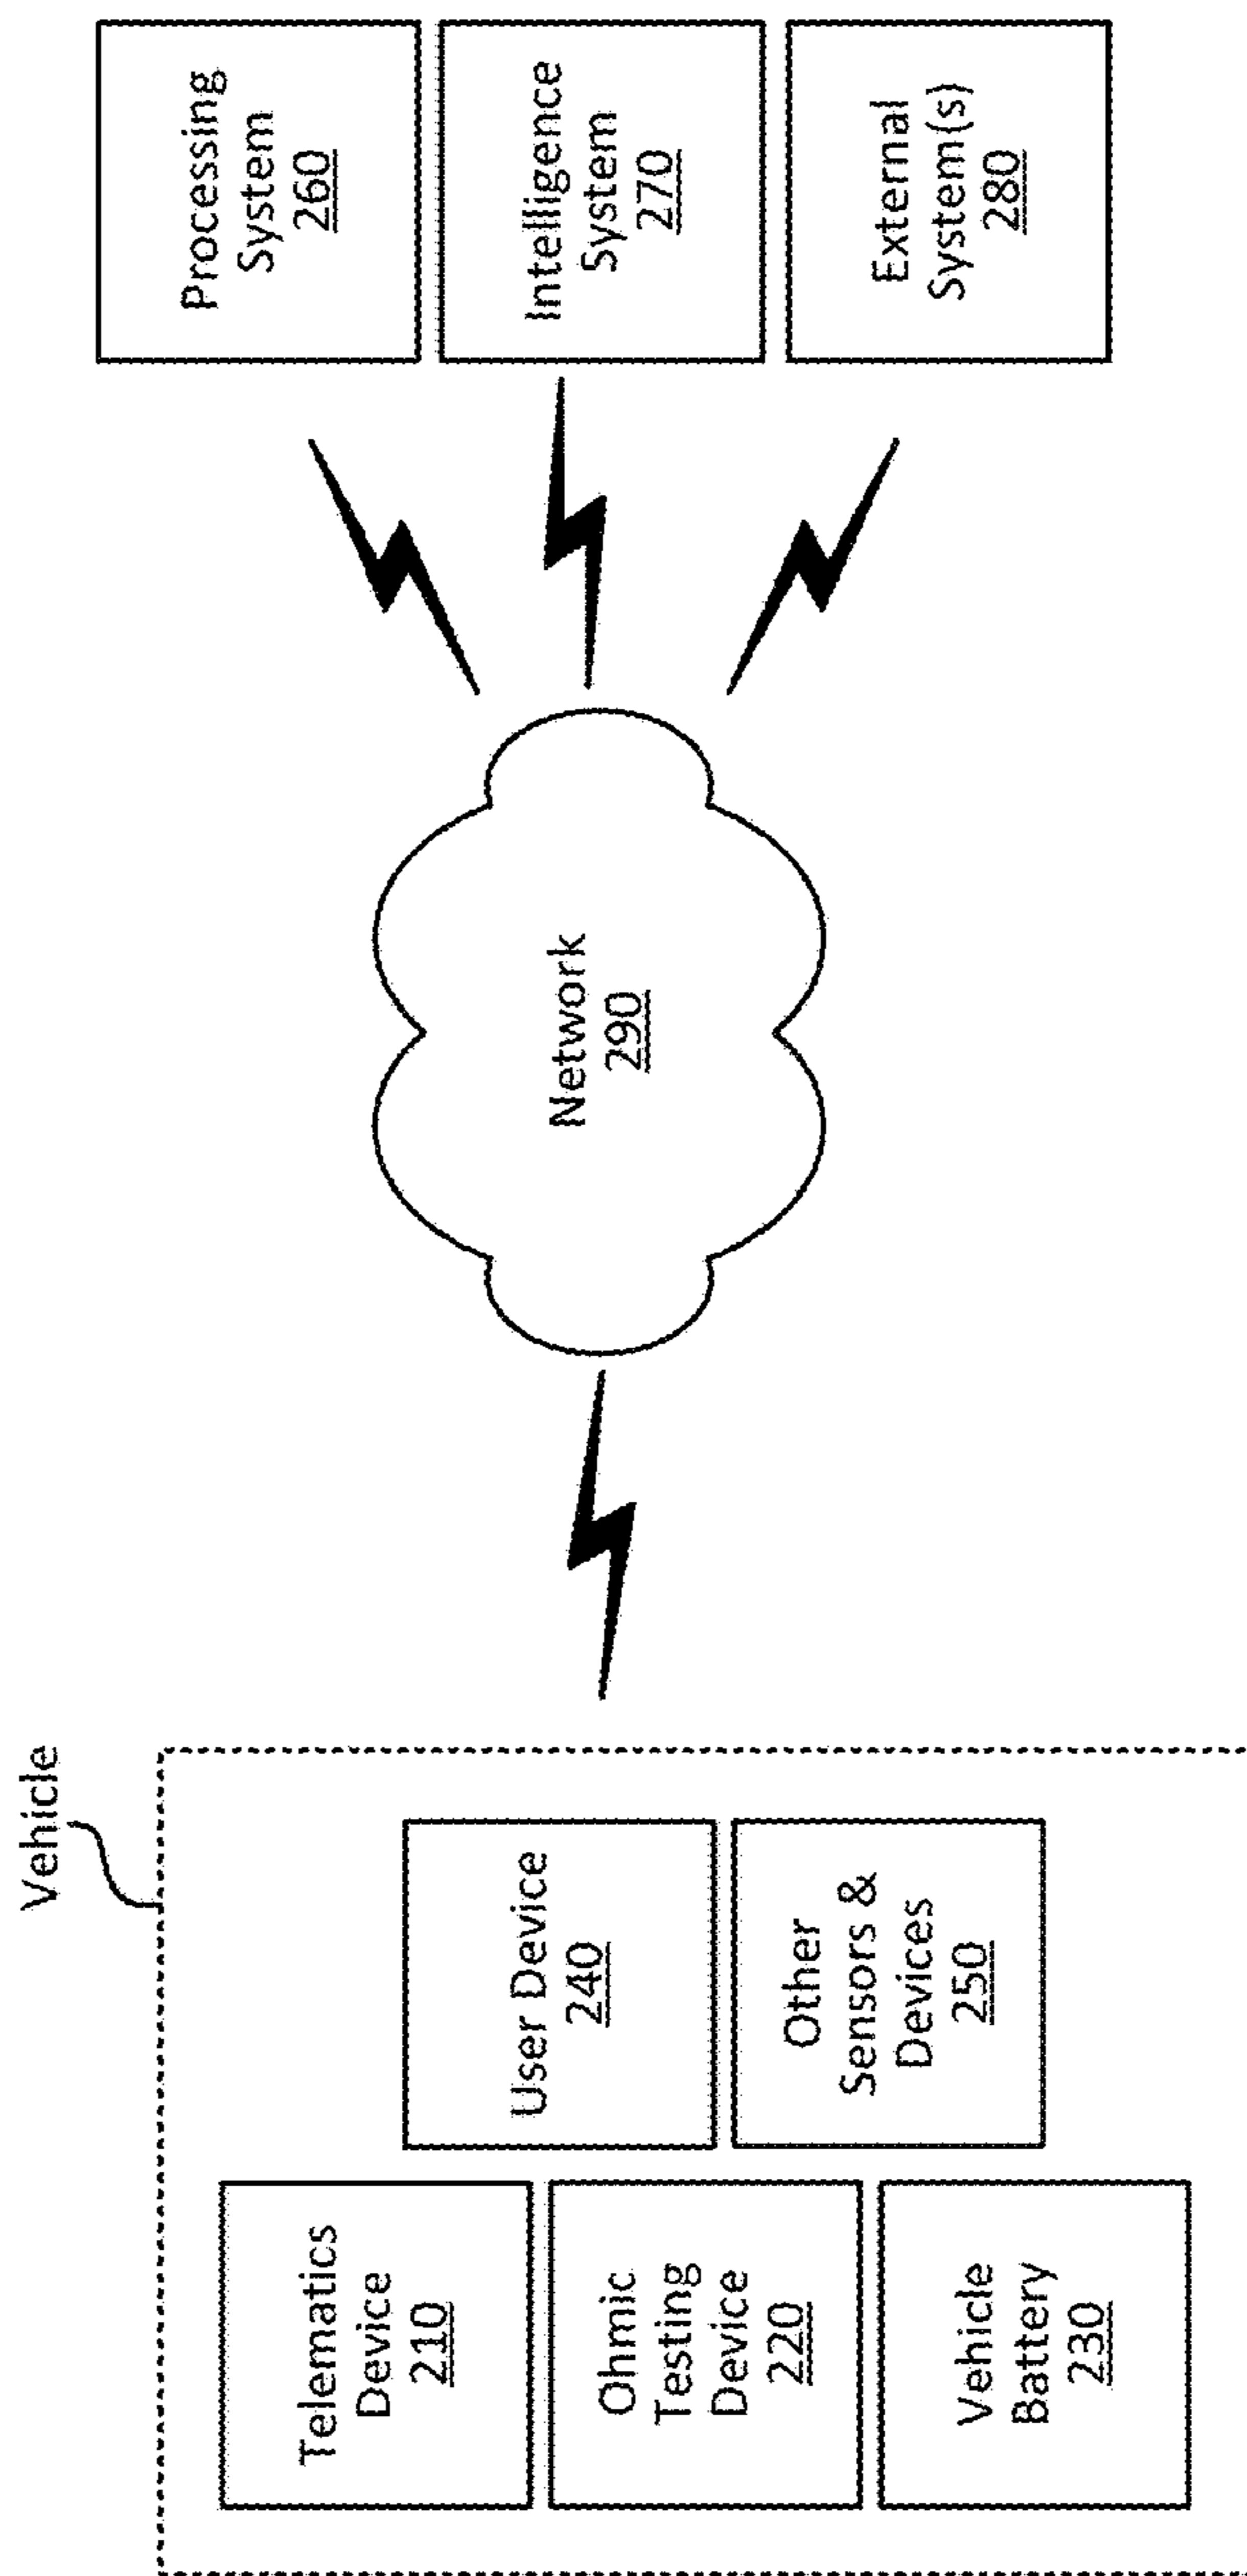 Vehicle
Telematics
Device
210
Ohmic
Testing
Device
220
Vehicle
Battery
230
User Device
240
Other
Sensors &
Devices
250
Network
290
Processing
System
260
Intelligence
System
270
External
System(s)
280